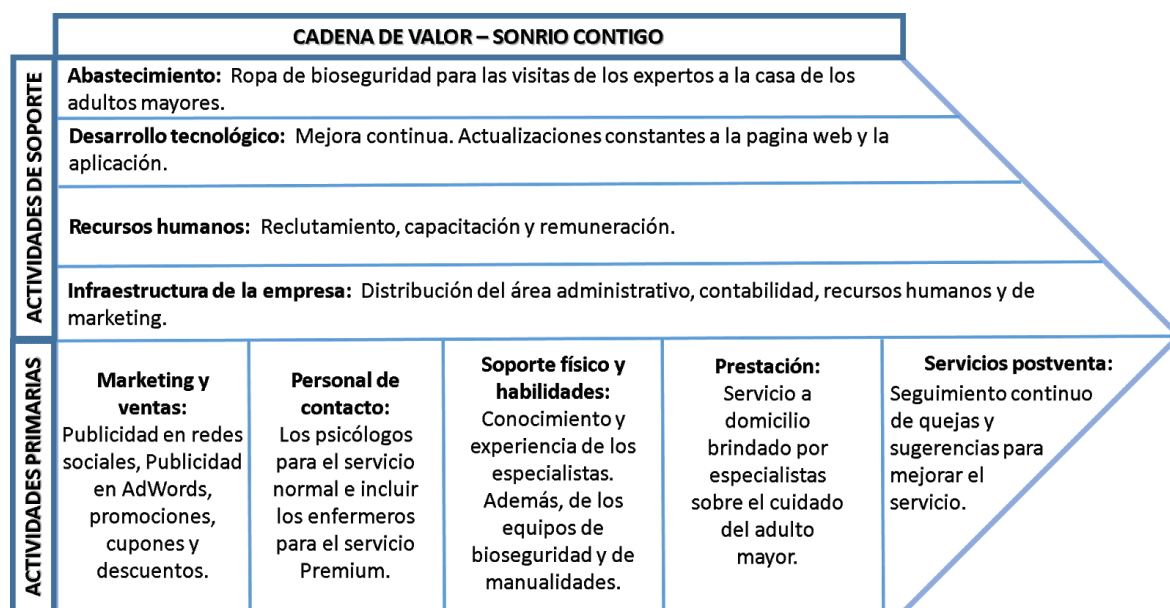 CADENA DE VALOR – SONRIO CONTIGO
ACTIVIDADES DE SOPORTE
Abastecimiento: Ropa de bioseguridad para las visitas de los expertos a la casa de los
adultos mayores.
Desarrollo tecnológico: Mejora continua. Actualizaciones constantes a la pagina web y la
aplicación.
Recursos humanos: Reclutamiento, capacitación y remuneración.
Infraestructura de la empresa: Distribución del área administrativo, contabilidad, recursos humanos y de
marketing.
ACTIVIDADES PRIMARIAS
Marketing y
ventas:
Publicidad en redes
sociales, Publicidad
en AdWords,
promociones,
cupones y
descuentos.
Personal de
contacto:
Los psicólogos
para el servicio
normal e incluir
los enfermeros
para el servicio
Premium.
Soporte físico y
habilidades:
Conocimiento y
experiencia de los
especialistas.
Además, de los
equipos de
bioseguridad y de
manualidades.
Prestación:
Servicio a
domicilio
brindado por
especialistas
sobre el cuidado
del adulto
mayor.
Servicios postventa:
Seguimiento continuo
de quejas y
sugerencias para
mejorar el
servicio.